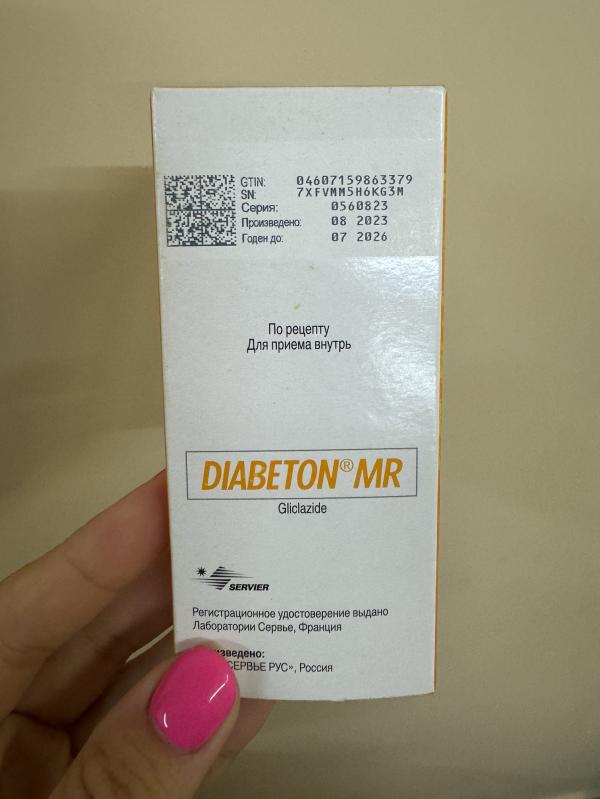 GTIN: 04607159863379
SN: 7XFVMM5H6KG3M
Серия: 0560823
Произведено: 08 2023
Годен до: 07 2026
По рецепту
Для приема внутрь
DIABETON® MR
Gliclazide
SERVIER
Регистрационное удостоверение выдано
Лаборатории Сервье, Франция
изведено:
СЕРВЬЕ РУС», Россия